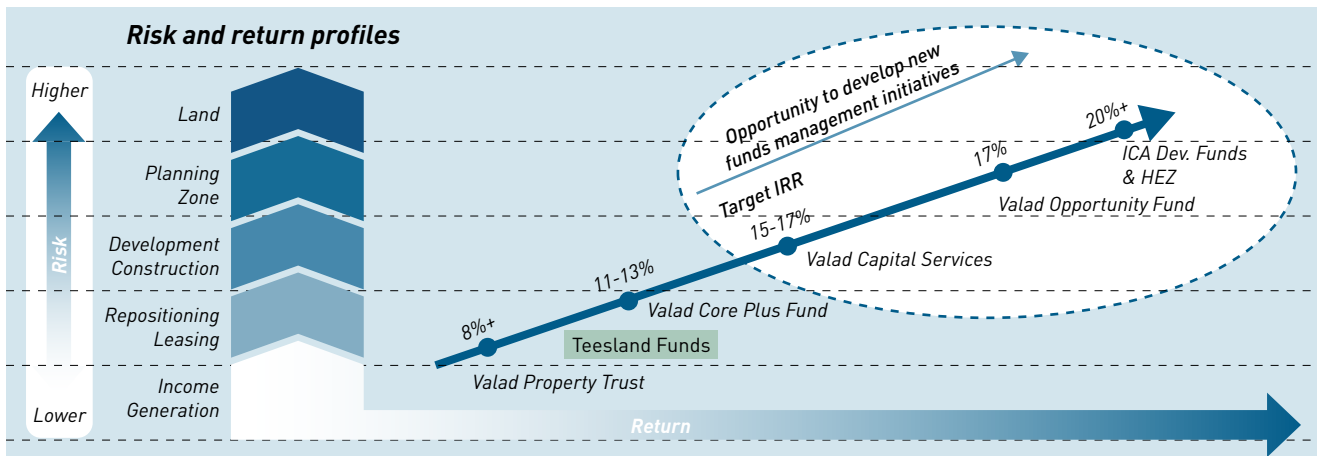 Risk and return profiles
Higher
Risk
Lower
Land
Planning
Zone
Development
Construction
Repositioning
Leasing
Income
Generation
Opportunity to develop new
funds management initiatives
Target IRR
20%+
ICA Dev. Funds
& HEZ
17%
Valad Opportunity Fund
15-17%
Valad Capital Services
11-13%
Valad Core Plus Fund
Teesland Funds
8%+
Valad Property Trust
Return